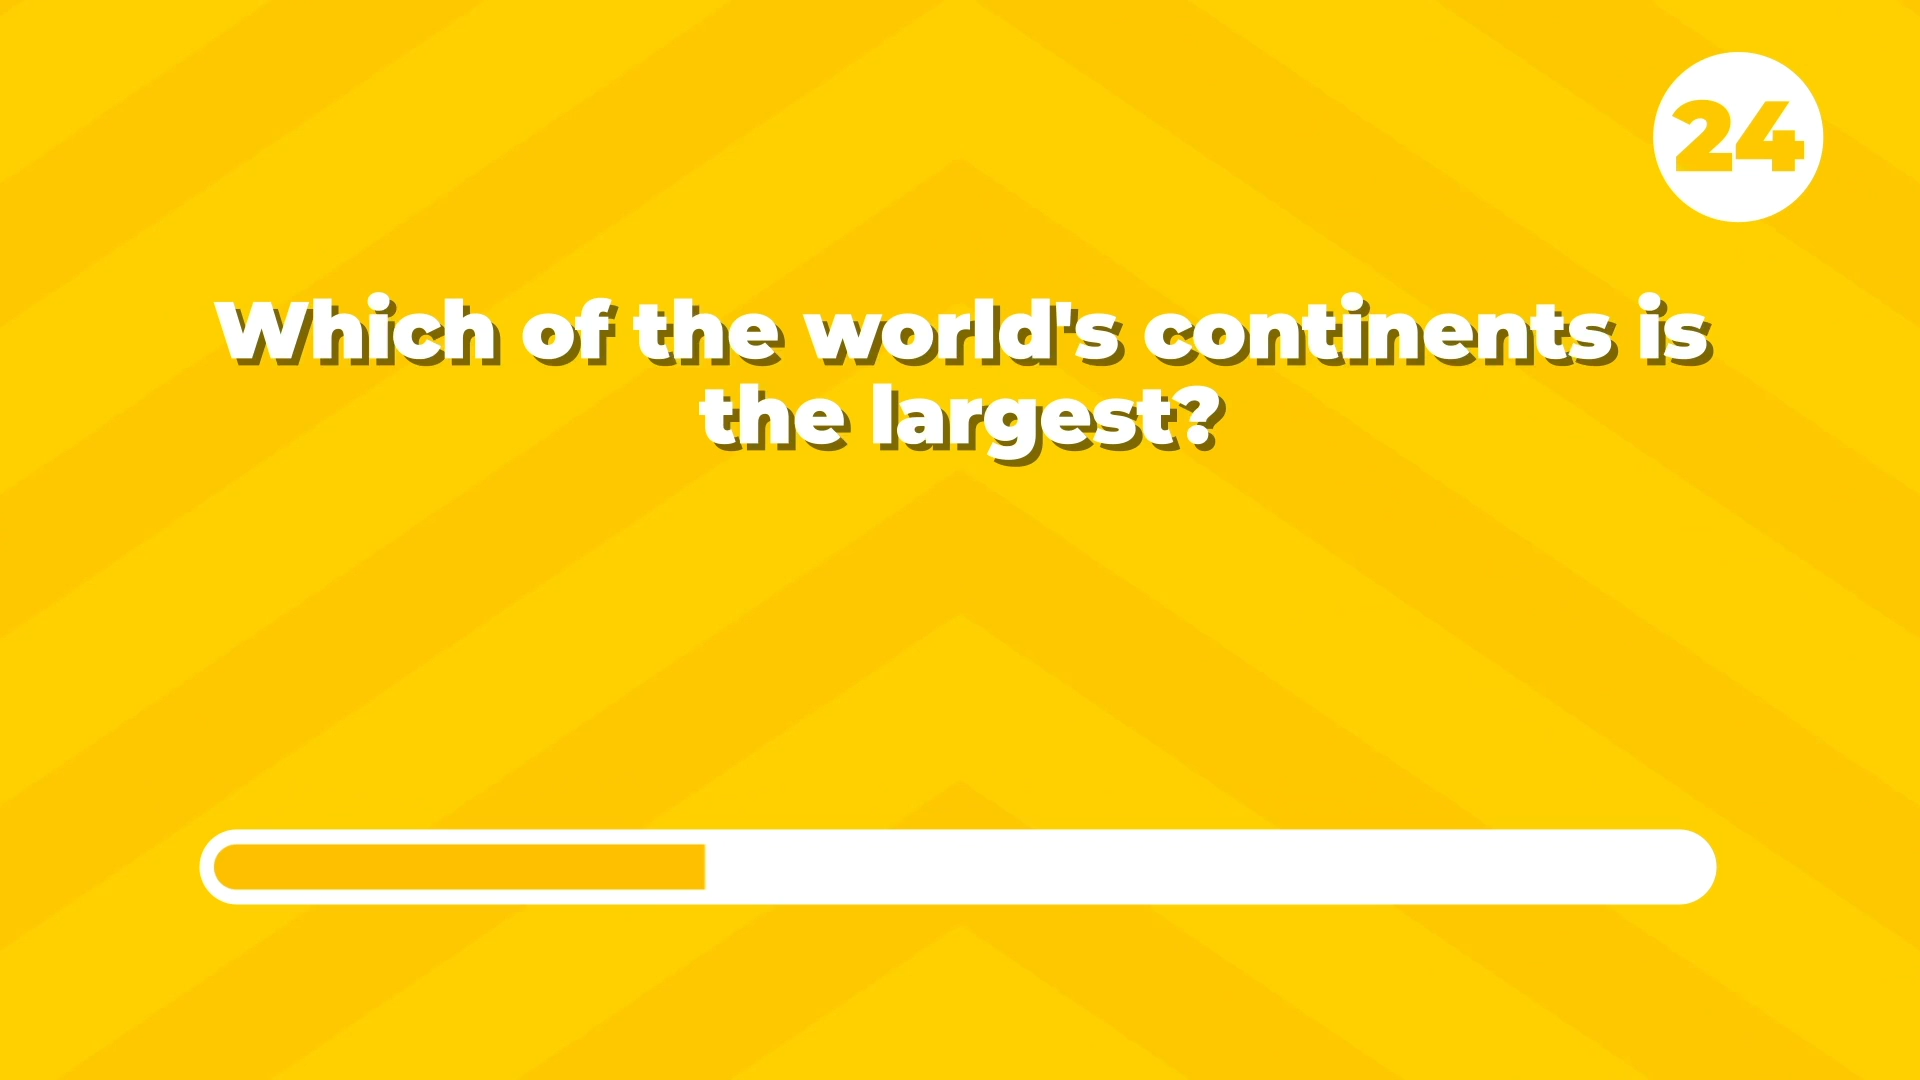 24
Which of the world's continents is
the largest?